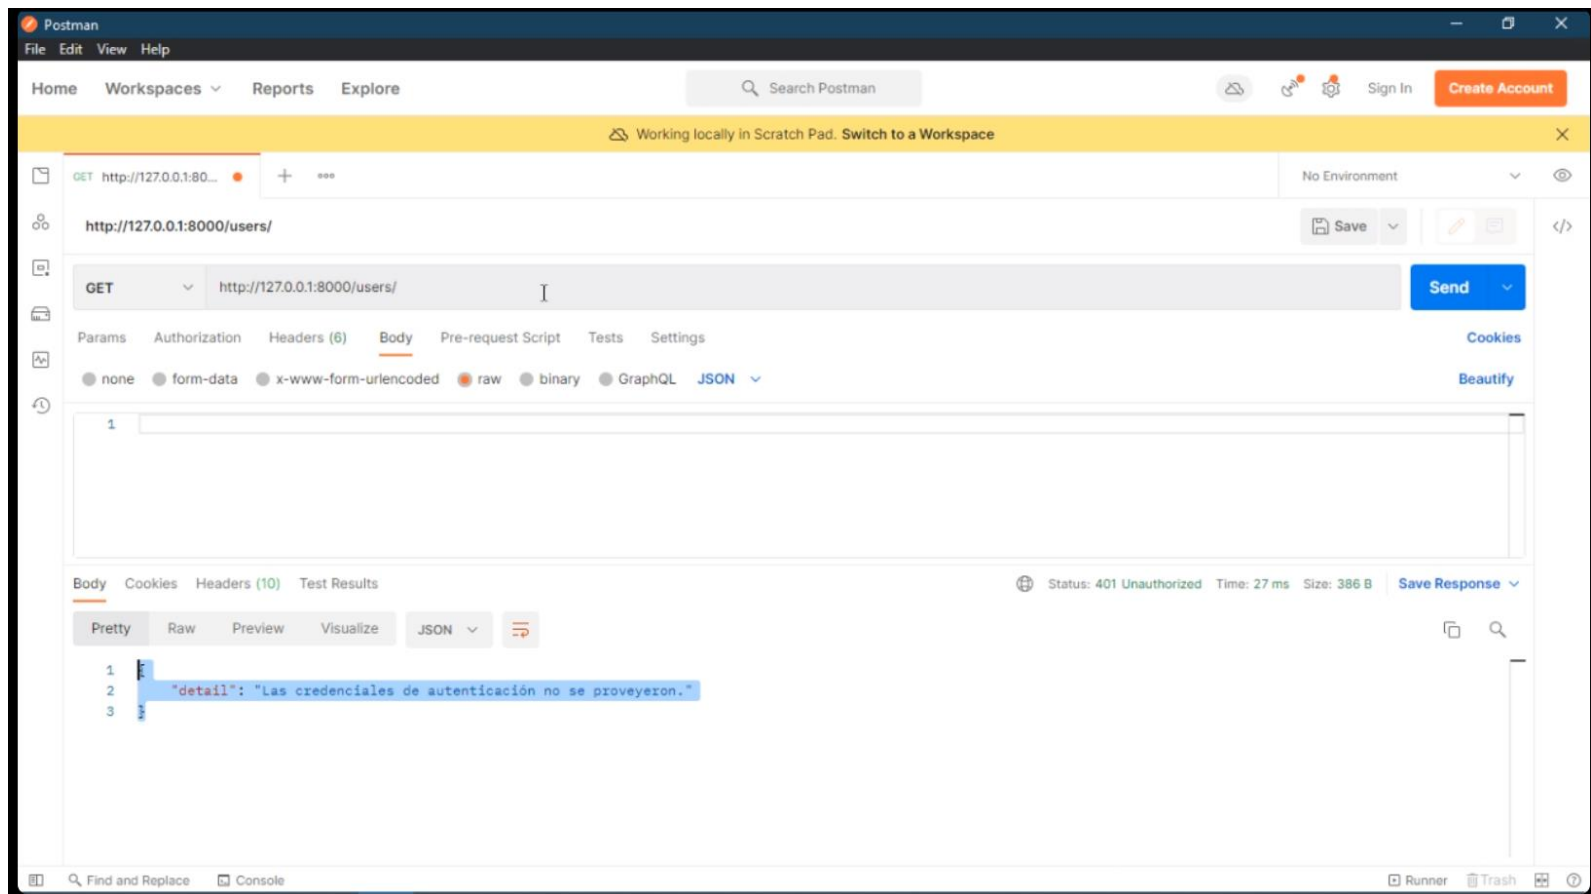 Postman
File Edit View Help
Home Workspaces Reports Explore Search Postman Sign In Create Account
Working locally in Scratch Pad. Switch to a Workspace
GET http://127.0.0.1:80... No Environment
http://127.0.0.1:8000/users/ Save
GET http://127.0.0.1:8000/users/ Send
Params Authorization Headers (6) Body Pre-request Script Tests Settings Cookies
none form-data x-www-form-urlencoded raw binary GraphQL JSON Beautify
1
Body Cookies Headers (10) Test Results Status: 401 Unauthorized Time: 27 ms Size: 386 B Save Response
Pretty Raw Preview Visualize JSON
1 {
2 "detail": "Las credenciales de autenticación no se proveyeron."
3 }
Find and Replace Console Runner Trash